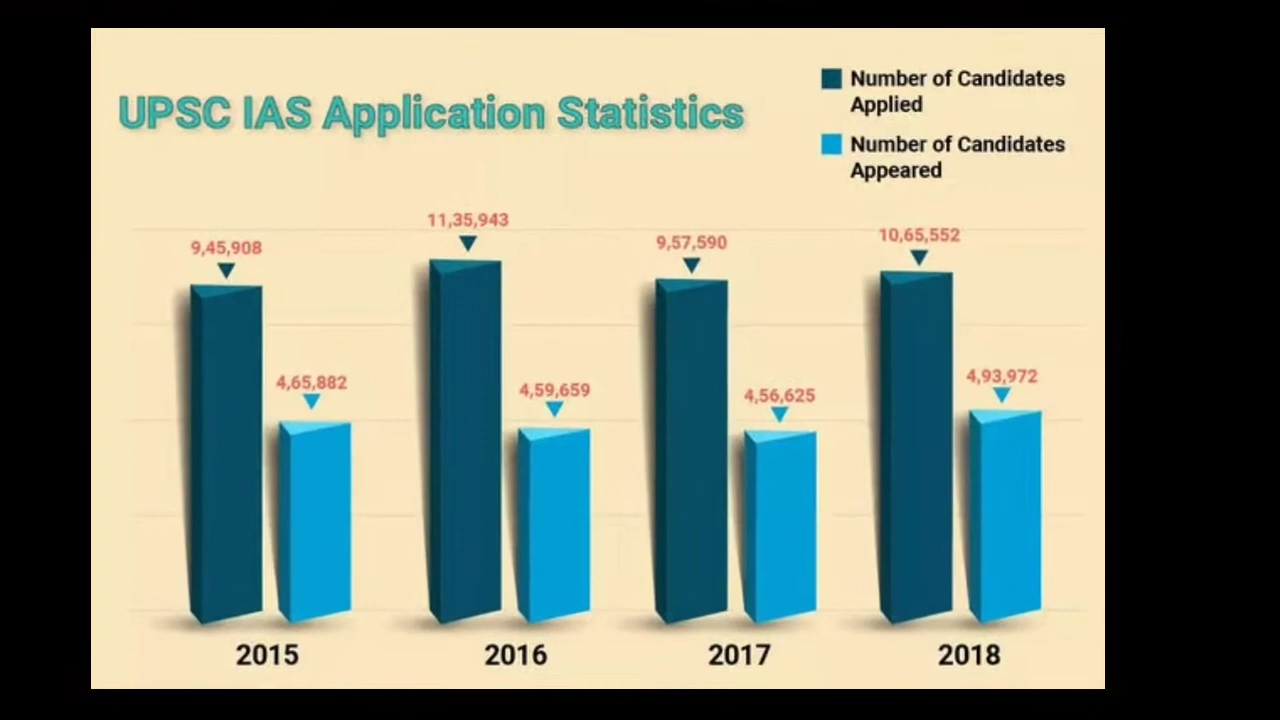 UPSC IAS Application Statistics
Number of Candidates
Applied
Number of Candidates
Appeared
9,45,908
4,65,882
11,35,943
4,59,659
9,57,590
4,56,625
10,65,552
4,93,972
2015
2016
2017
2018